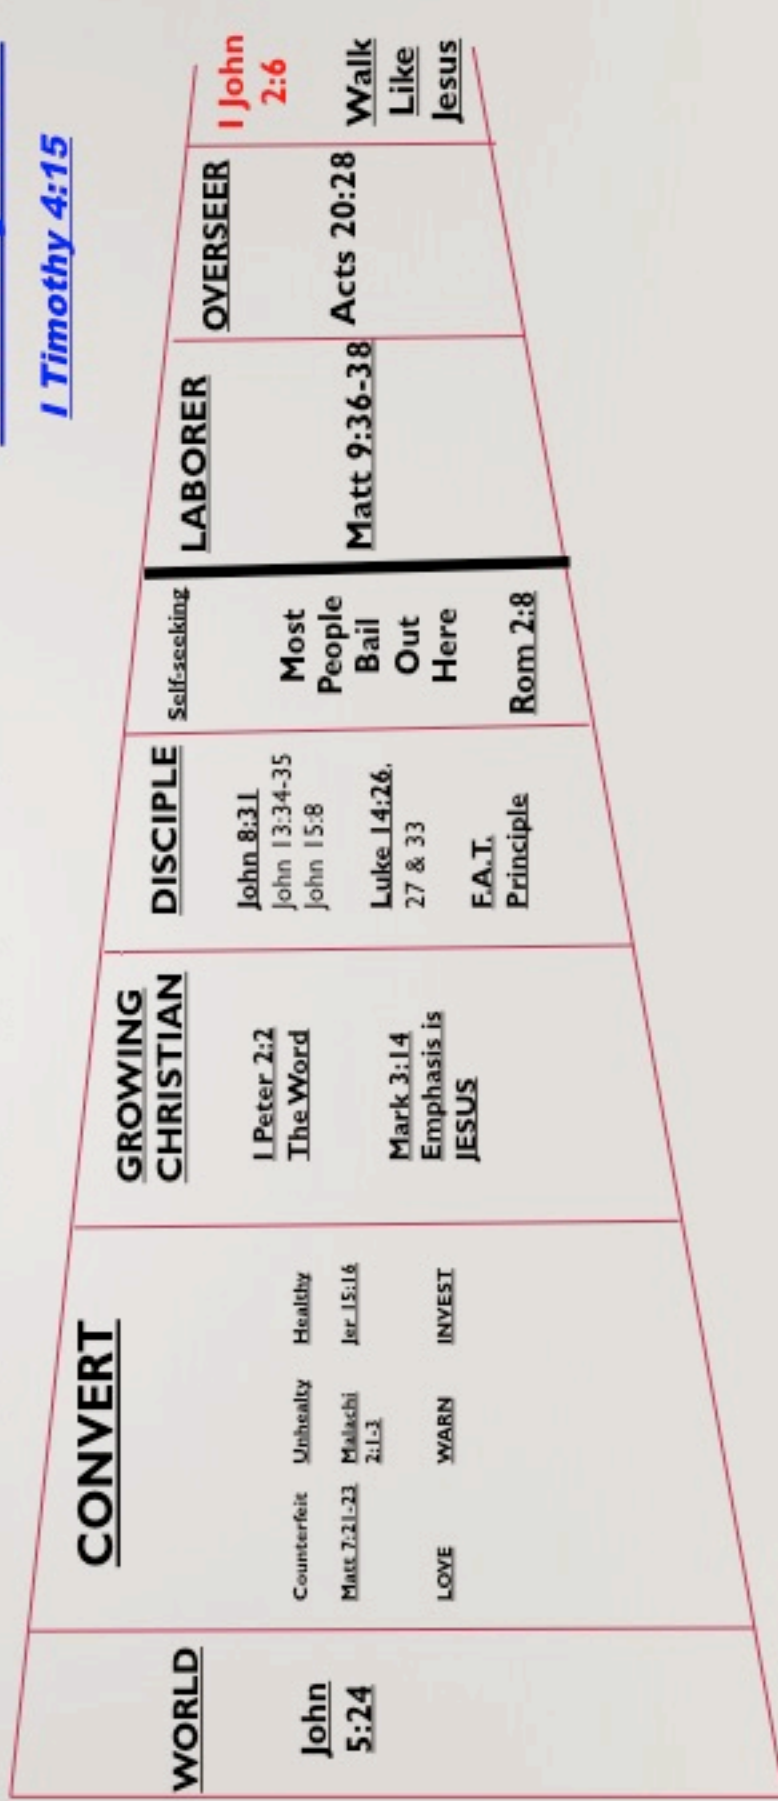 I Timothy 4:15
WORLD
John
5:24
CONVERT
Counterfeit Unhealty Healthy
Matt 7:21-23 Malachi 2:1-3 Jer 15:16
LOVE WARN INVEST
GROWING
CHRISTIAN
I Peter 2:2
The Word
Mark 3:14
Emphasis is
JESUS
DISCIPLE
John 8:31
John 13:34-35
John 15:8
Luke 14:26,
27 & 33
F.A.T.
Principle
Self-seeking
Most
People
Bail
Out
Here
Rom 2:8
LABORER
Matt 9:36-38
OVERSEER
Acts 20:28
I John
2:6
Walk
Like
Jesus